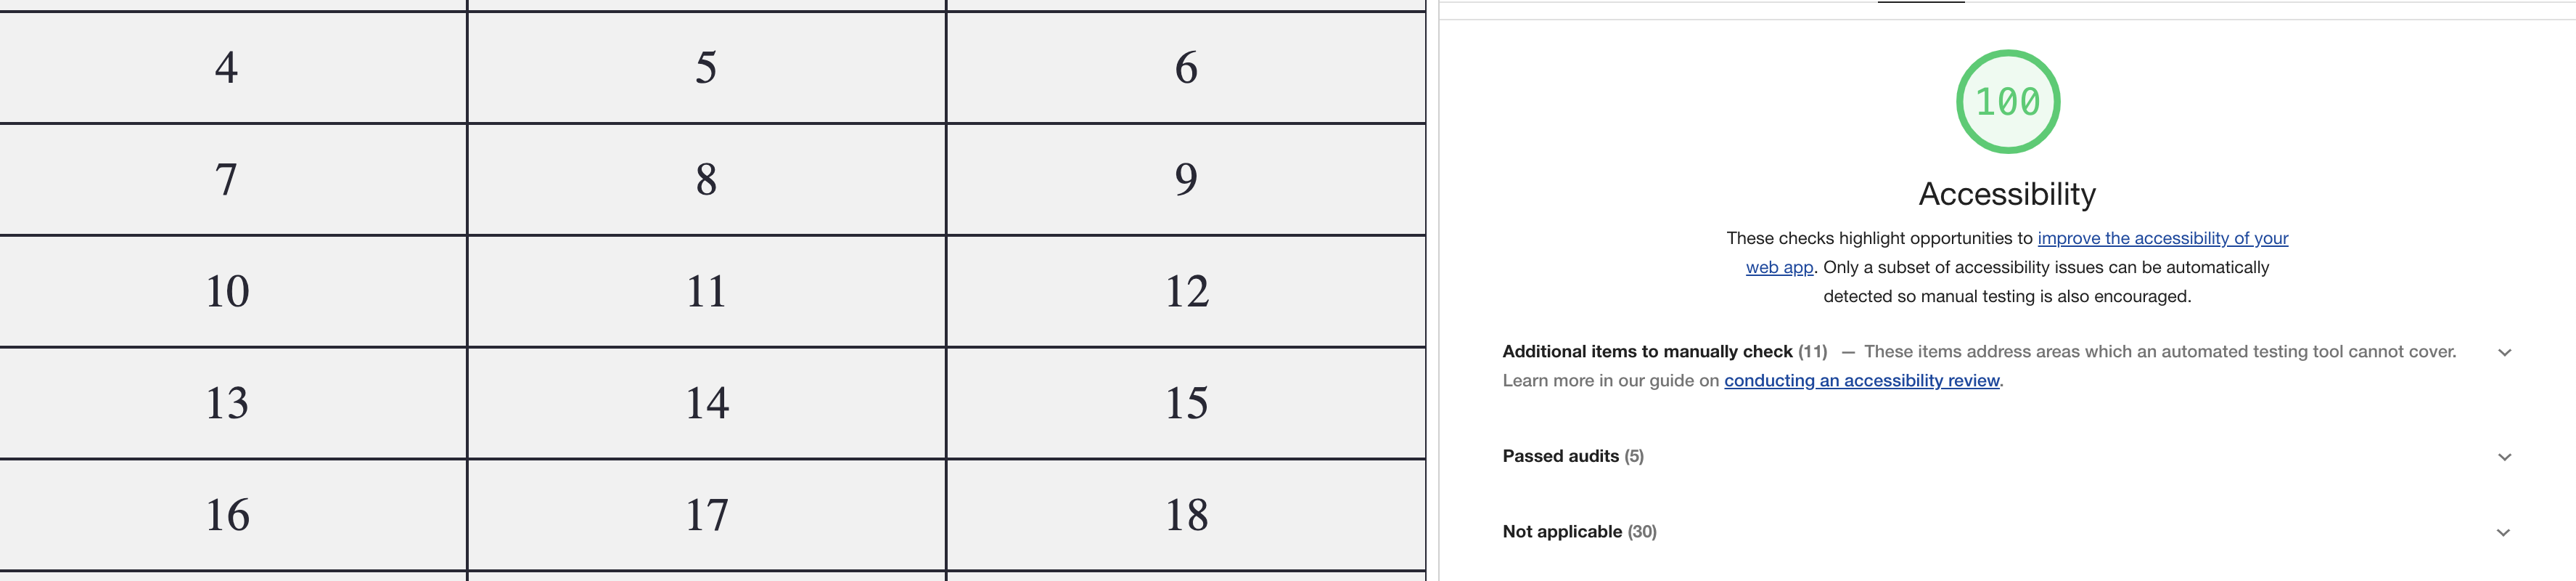 4 5 6
7 8 9
10 11 12
13 14 15
16 17 18
100
Accessibility
These checks highlight opportunities to improve the accessibility of your
web app. Only a subset of accessibility issues can be automatically
detected so manual testing is also encouraged.
Additional items to manually check (11) — These items address areas which an automated testing tool cannot cover.
Learn more in our guide on conducting an accessibility review.
Passed audits (5)
Not applicable (30)